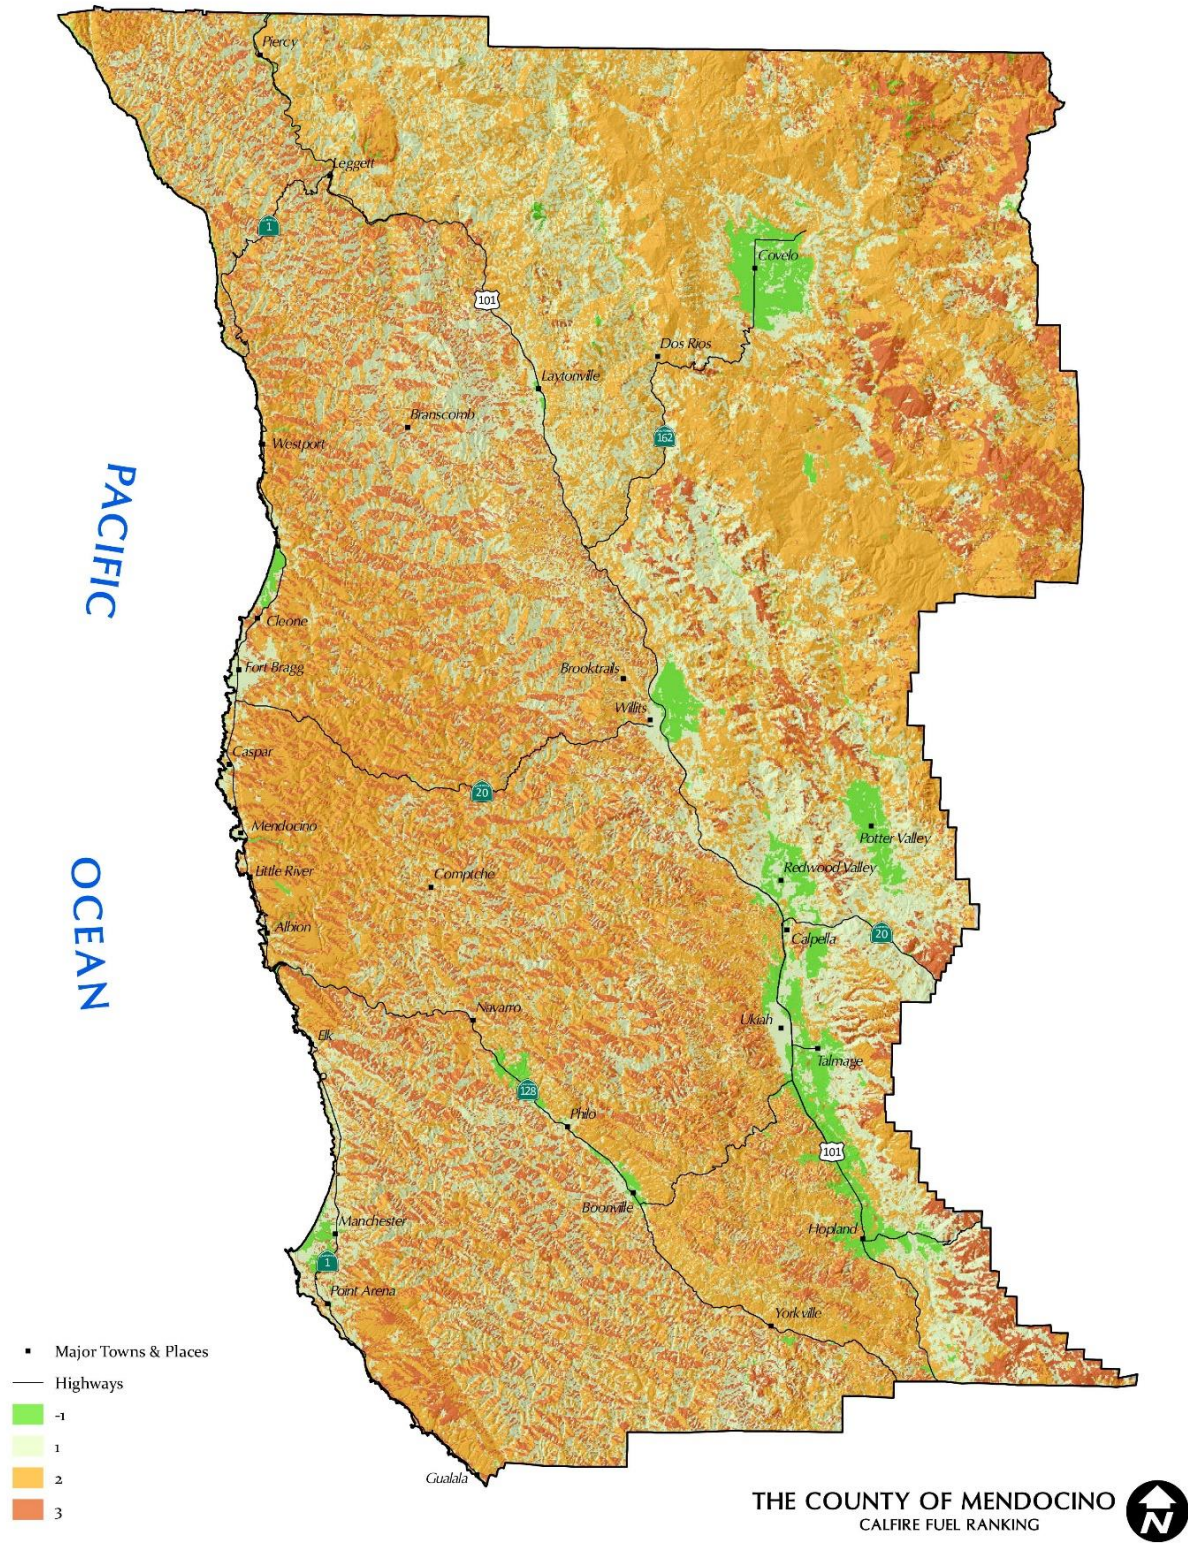 Piercy
Leggett
1
Covelo
101
Dos Rios
Laytonville
Branscomb
162
Westport
PACIFIC
Cleone
Fort Bragg
Brooktrails
Willits
Caspar
20
Mendocino
Potter Valley
Little River
Redwood Valley
Comptche
OCEAN
Albion
Calpella
20
Navarro
Ukiah
Elk
Talmage
128
Philo
101
Boonville
Manchester
Hopland
1
Point Arena
Yorkville
Major Towns & Places
Highways
-1
1
2
3
Gualala
THE COUNTY OF MENDOCINO
CALFIRE FUEL RANKING
N